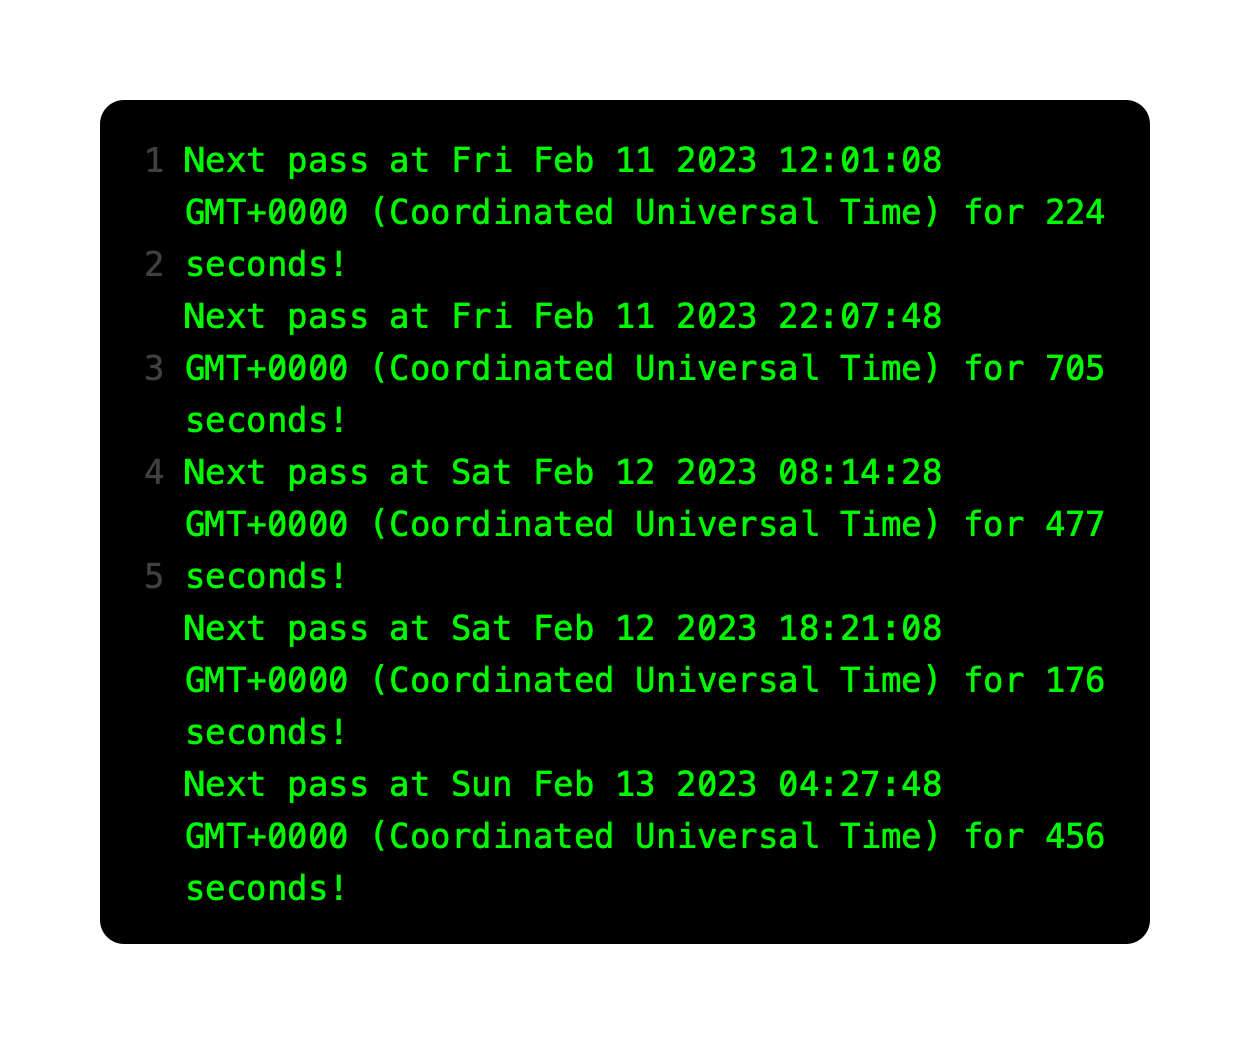 1 Next pass at Fri Feb 11 2023 12:01:08
GMT+0000 (Coordinated Universal Time) for 224
2 seconds!
Next pass at Fri Feb 11 2023 22:07:48
3 GMT+0000 (Coordinated Universal Time) for 705
seconds!
4 Next pass at Sat Feb 12 2023 08:14:28
GMT+0000 (Coordinated Universal Time) for 477
5 seconds!
Next pass at Sat Feb 12 2023 18:21:08
GMT+0000 (Coordinated Universal Time) for 176
seconds!
Next pass at Sun Feb 13 2023 04:27:48
GMT+0000 (Coordinated Universal Time) for 456
seconds!